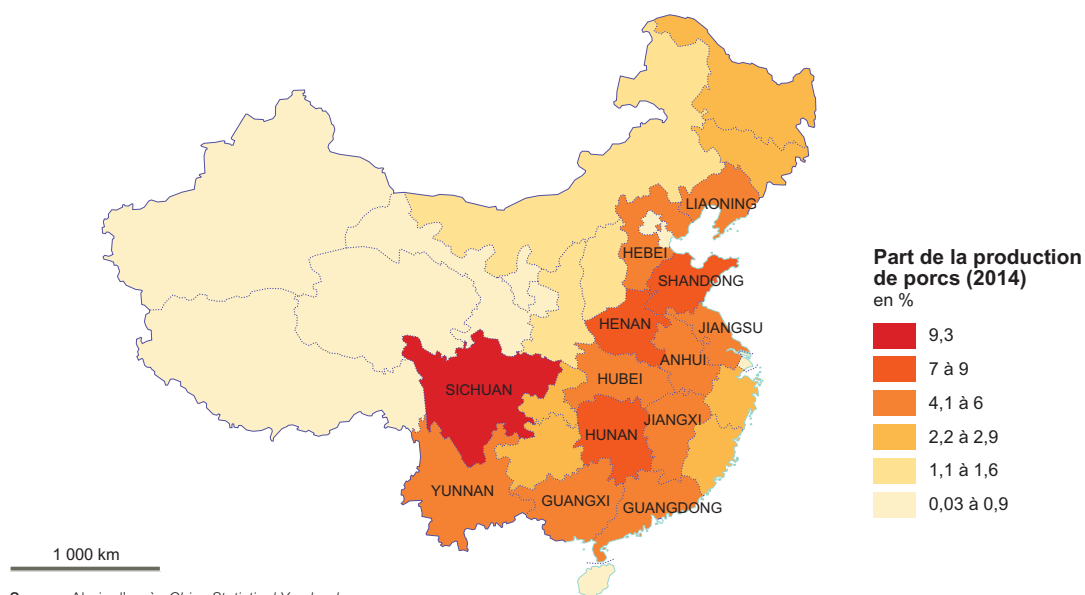 LIAONING
HEBEI
SHANDONG
HENAN
JIANGSU
ANHUI
HUBEI
SICHUAN
JIANGXI
HUNAN
YUNNAN
GUANGXI
GUANGDONG
Part de la production
de porcs (2014)
en %
9,3
7 à 9
4,1 à 6
2,2 à 2,9
1,1 à 1,6
0,03 à 0,9
1 000 km